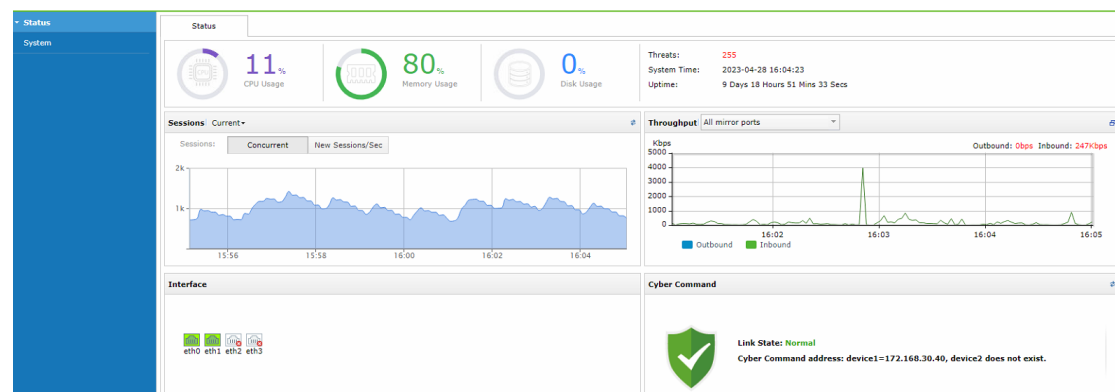 Status
System
Status
11%
CPU Usage
80%
Memory Usage
0%
Disk Usage
Threats: 255
System Time: 2023-04-28 16:04:23
Uptime: 9 Days 18 Hours 51 Mins 33 Secs
Sessions Current
Sessions: Concurrent New Sessions/Sec
2k
1k
15:56 15:58 16:00 16:02 16:04
Throughput All mirror ports
Kbps
Outbound: 0bps Inbound: 247Kbps
5000
4000
3000
2000
1000
0
16:02 16:03 16:04 16:05
Outbound Inbound
Interface
eth0 eth1 eth2 eth3
Cyber Command
Link State: Normal
Cyber Command address: device1=172.168.30.40, device2 does not exist.